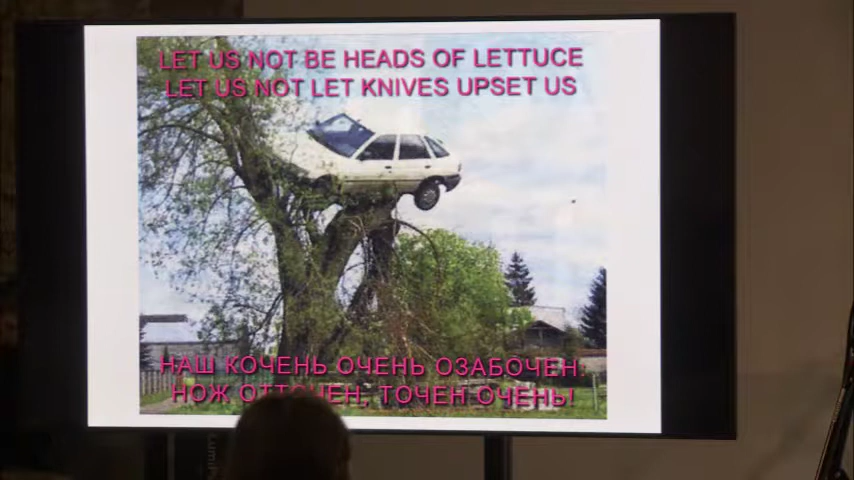 LET US NOT BE HEADS OF LETTUCE
LET US NOT LET KNIVES UPSET US
НАШ КОЧЕНЬ ОЧЕНЬ ОЗАБОЧЕН.
НОЖ ОТТОЧЕН, ТОЧЕН ОЧЕНЬ!